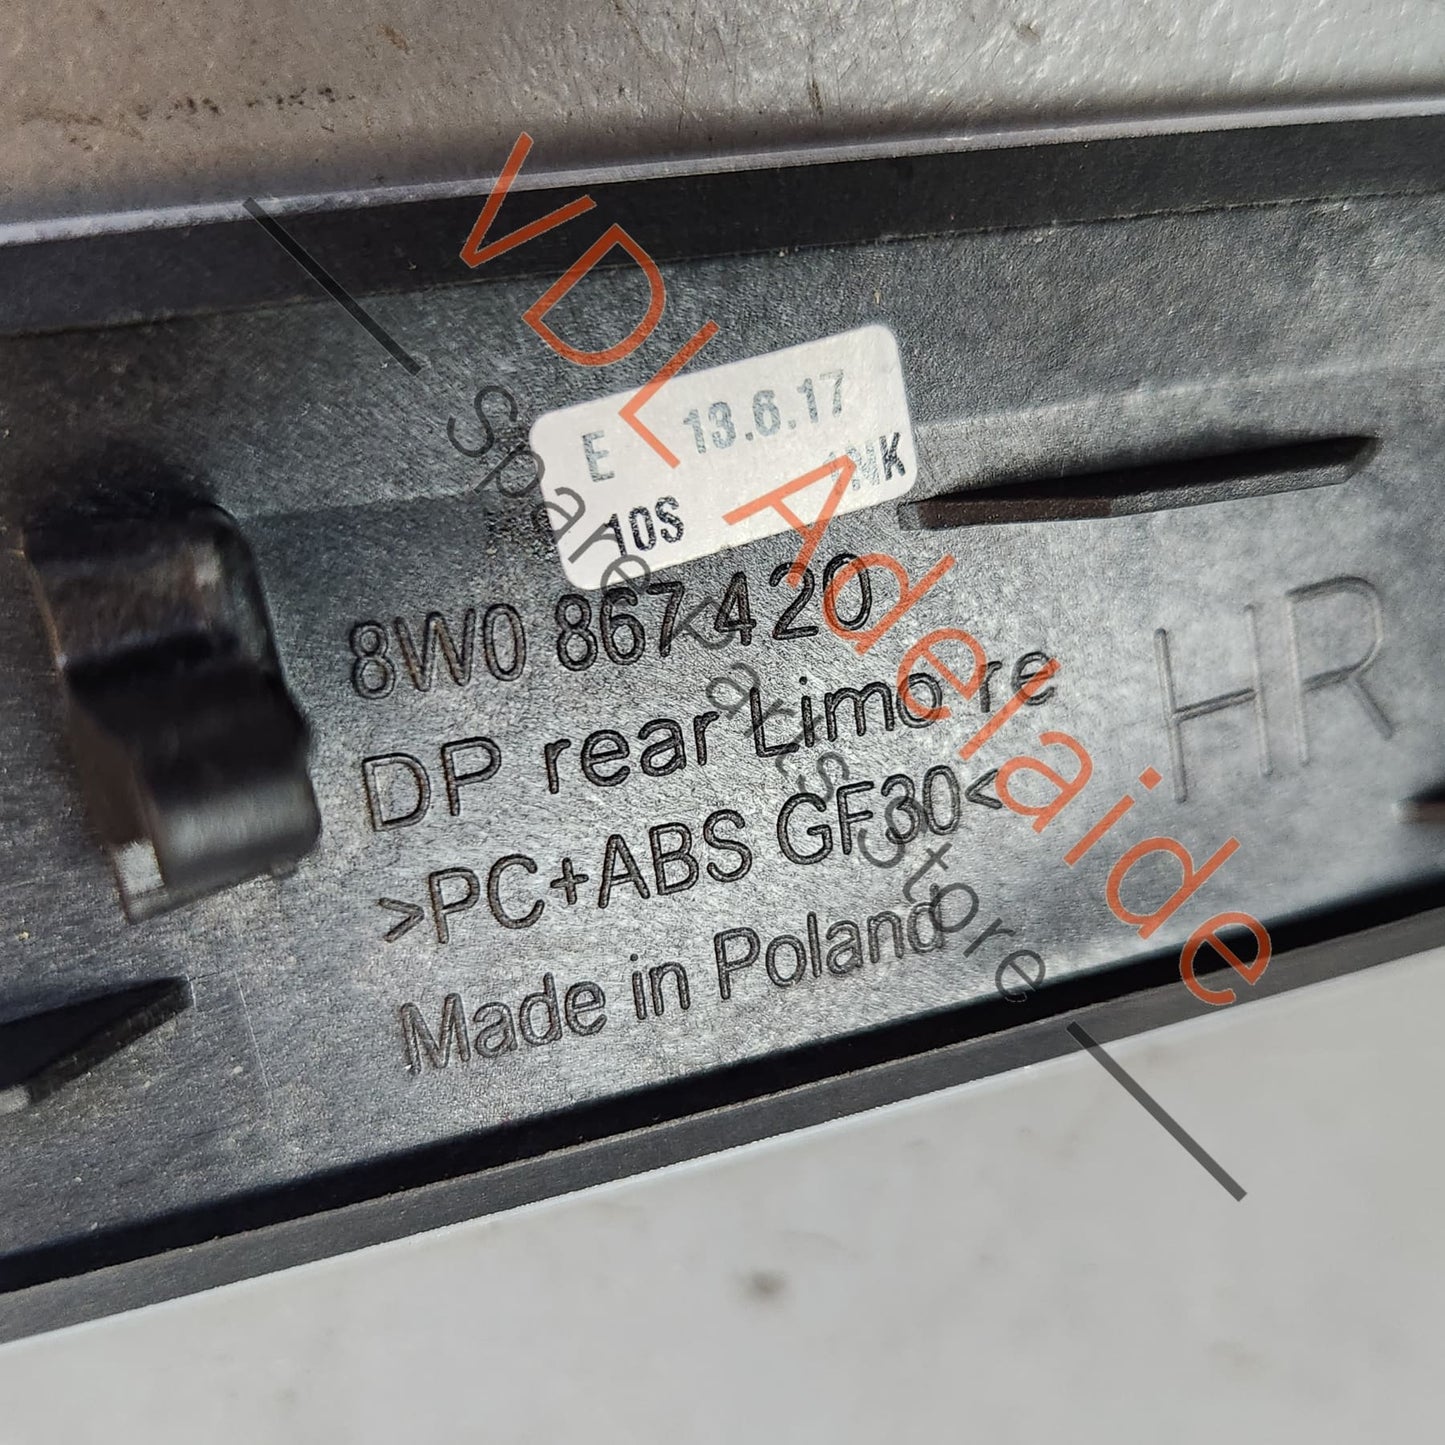 E 13.6.17
10S 1NK
8W0 867 420
DP rear Limo re
>PC+ABS GF30<
Made in Poland
HR
VDL Adelaide
Spare Parts Store